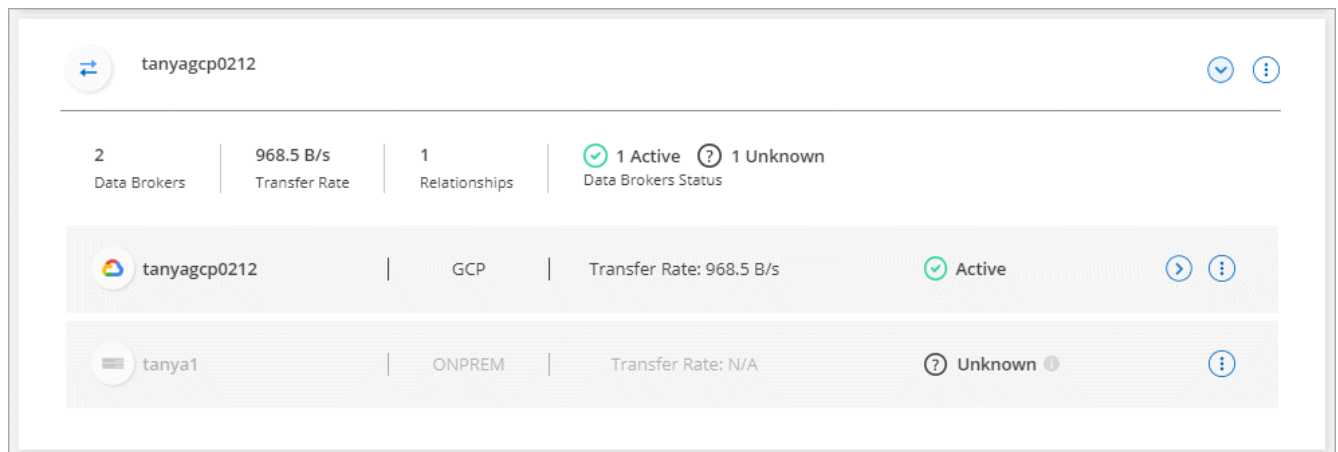 tanyagcp0212
2 968.5 B/s 1 1 Active ? 1 Unknown
Data Brokers Transfer Rate Relationships Data Brokers Status
tanyagcp0212 | GCP | Transfer Rate: 968.5 B/s Active
tanya1 | ONPREM | Transfer Rate: N/A ? Unknown